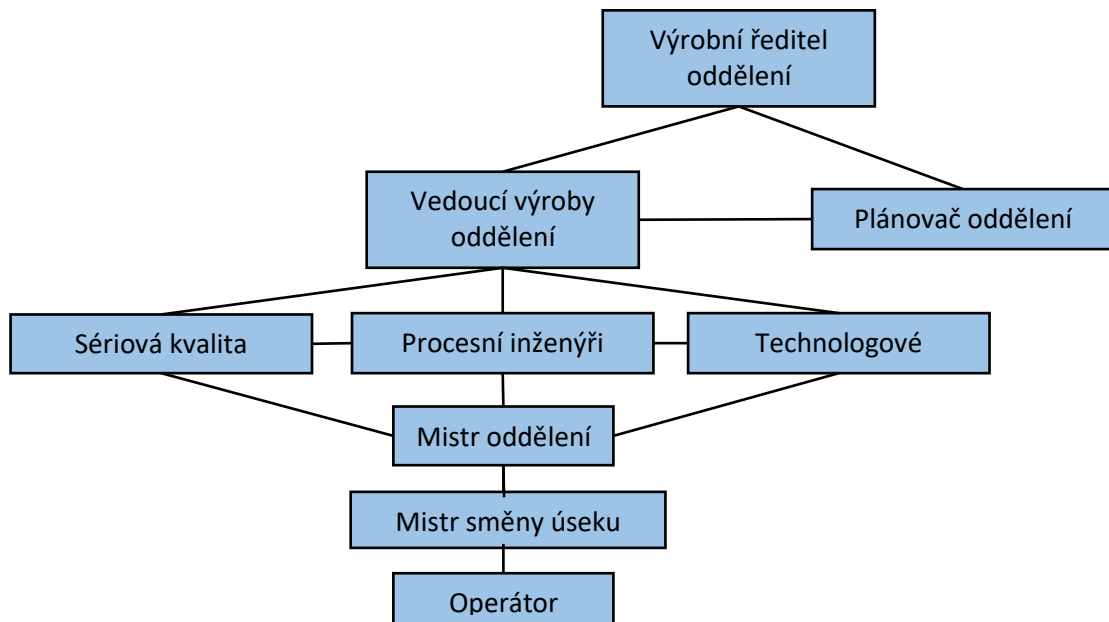 Výrobní ředitel
oddělení
Vedoucí výroby
oddělení
Plánovač oddělení
Sériová kvalita
Procesní inženýři
Technologové
Mistr oddělení
Mistr směny úseku
Operátor